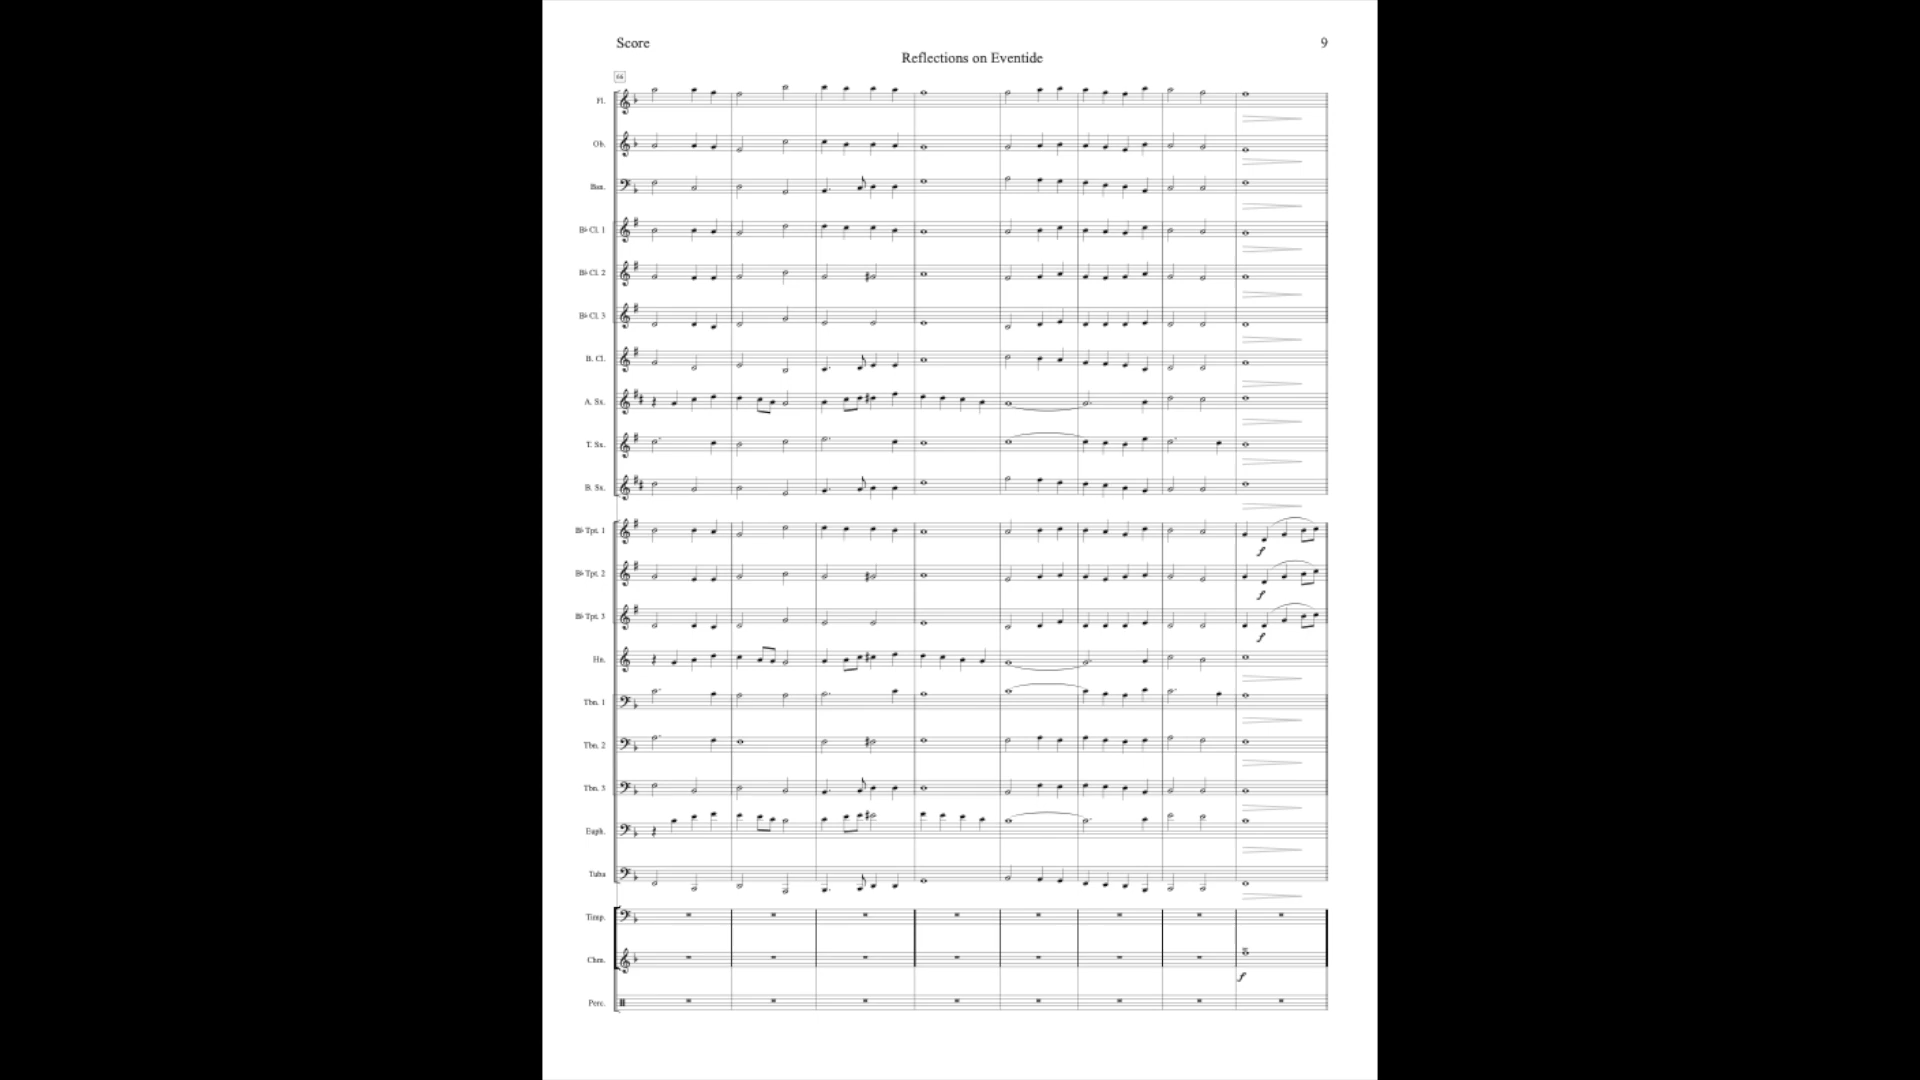 Score
9
Reflections on Eventide
64
Fl.
Ob.
Bsn.
B♭ Cl. 1
B♭ Cl. 2
B♭ Cl. 3
B. Cl.
A. Sx.
T. Sx.
B. Sx.
B♭ Tpt. 1
f
B♭ Tpt. 2
f
B♭ Tpt. 3
f
Hn.
Tbn. 1
Tbn. 2
Tbn. 3
Euph.
Tuba
Timp.
Chm.
f
Perc.